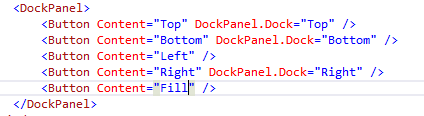 <DockPanel>
<Button Content="Top" DockPanel.Dock="Top" />
<Button Content="Bottom" DockPanel.Dock="Bottom" />
<Button Content="Left" />
<Button Content="Right" DockPanel.Dock="Right" />
<Button Content="Fill" />
</DockPanel>